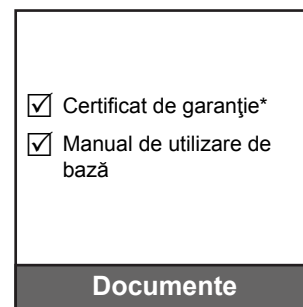 ☑ Certificat de garanţie*
☑ Manual de utilizare de
bază
Documente